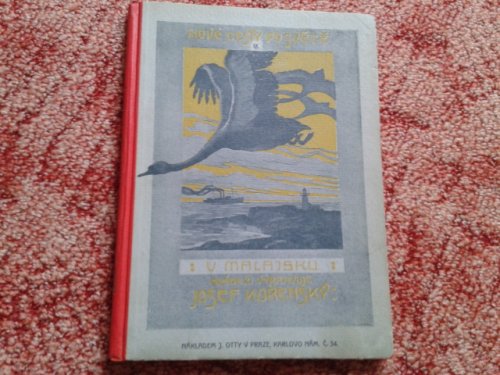 NOVÉ CESTY PO SVĚTĚ
V MALAJSKU
JOSEF KOŘENSKÝ
NÁKLADEM J. OTTY V PRAZE, KARLOVO NÁM. Č. 34.